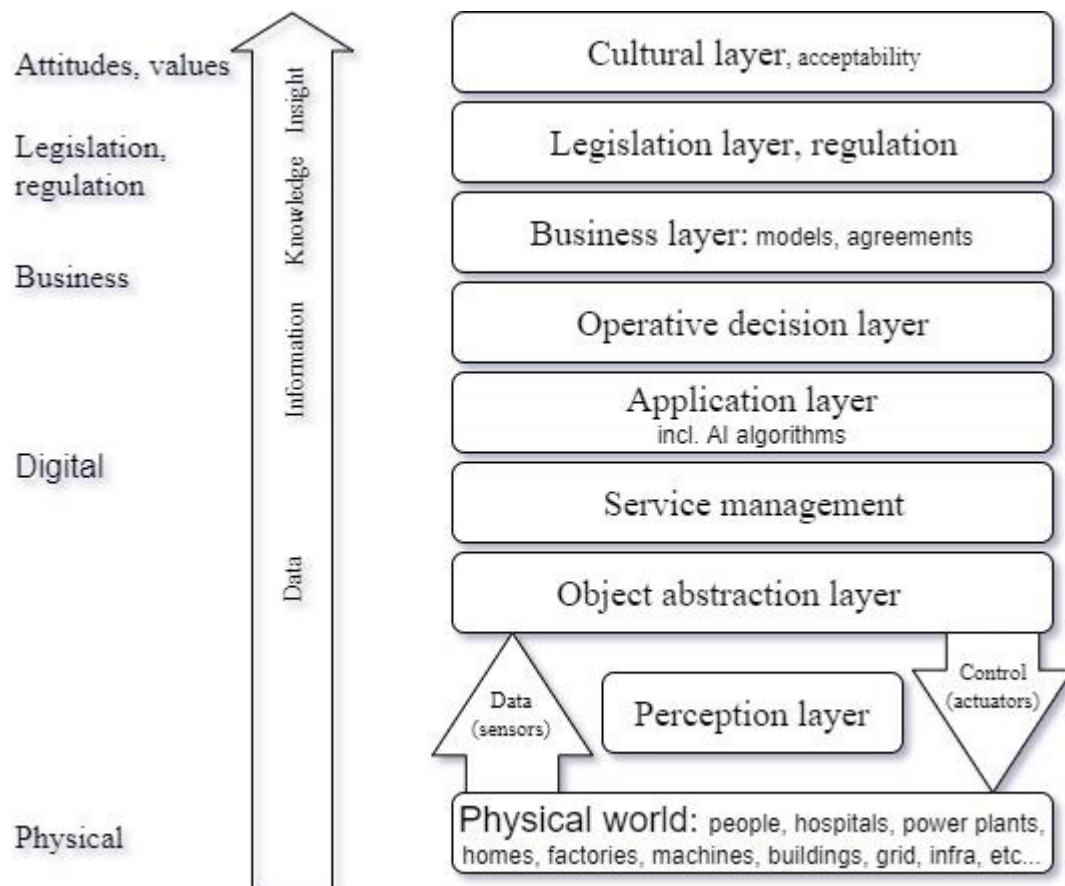 Attitudes, values
Legislation,
regulation
Business
Digital
Physical
Insight
Knowledge
Information
Data
Cultural layer, acceptability
Legislation layer, regulation
Business layer: models, agreements
Operative decision layer
Application layer
incl. AI algorithms
Service management
Object abstraction layer
Data
(sensors)
Perception layer
Control
(actuators)
Physical world: people, hospitals, power plants,
homes, factories, machines, buildings, grid, infra, etc...